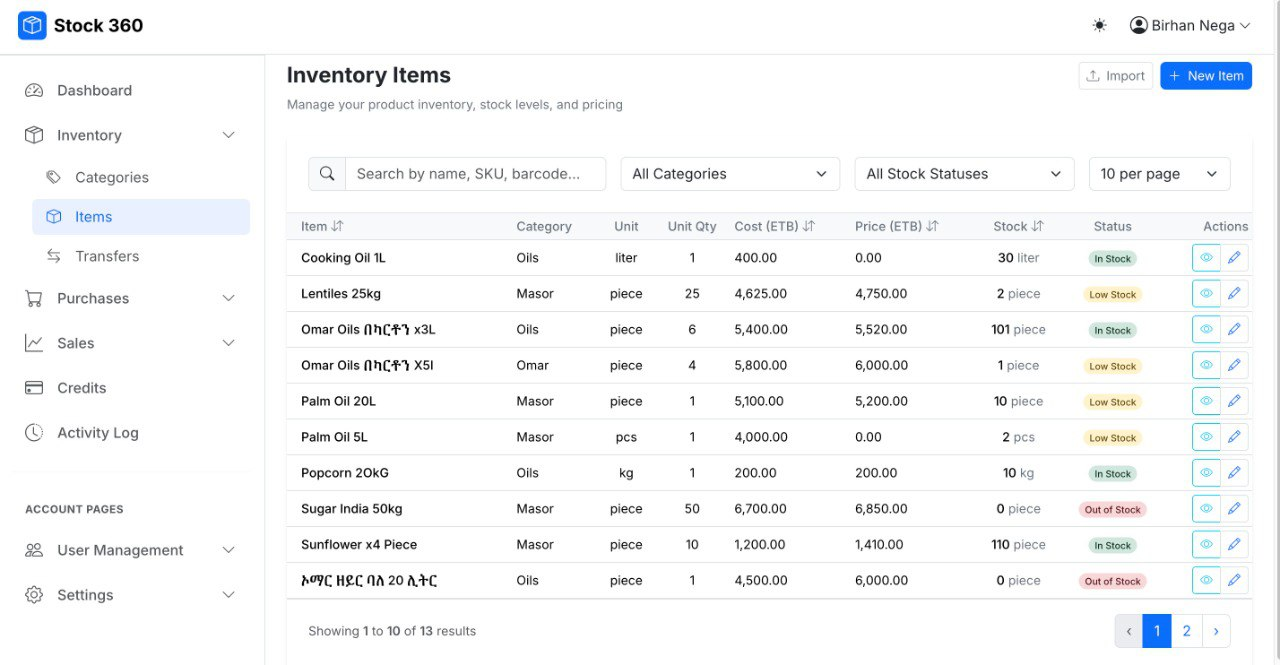 Stock 360
Birhan Nega
Dashboard
Inventory
Categories
Items
Transfers
Purchases
Sales
Credits
Activity Log
ACCOUNT PAGES
User Management
Settings
Inventory Items
Manage your product inventory, stock levels, and pricing
Import
+ New Item
Search by name, SKU, barcode...
All Categories
All Stock Statuses
10 per page
Item Category Unit Unit Qty Cost (ETB) Price (ETB) Stock Status Actions
Cooking Oil 1L Oils liter 1 400.00 0.00 30 liter In Stock
Lentiles 25kg Masor piece 25 4,625.00 4,750.00 2 piece Low Stock
Omar Oils በካርቶን x3L Oils piece 6 5,400.00 5,520.00 101 piece In Stock
Omar Oils በካርቶን X5l Omar piece 4 5,800.00 6,000.00 1 piece Low Stock
Palm Oil 20L Masor piece 1 5,100.00 5,200.00 10 piece Low Stock
Palm Oil 5L Masor pcs 1 4,000.00 0.00 2 pcs Low Stock
Popcorn 2OkG Oils kg 1 200.00 200.00 10 kg In Stock
Sugar India 50kg Masor piece 50 6,700.00 6,850.00 0 piece Out of Stock
Sunflower x4 Piece Masor piece 10 1,200.00 1,410.00 110 piece In Stock
ኦማር ዘይር ባለ 20 ሊትር Oils piece 1 4,500.00 6,000.00 0 piece Out of Stock
Showing 1 to 10 of 13 results
‹ 1 2 ›